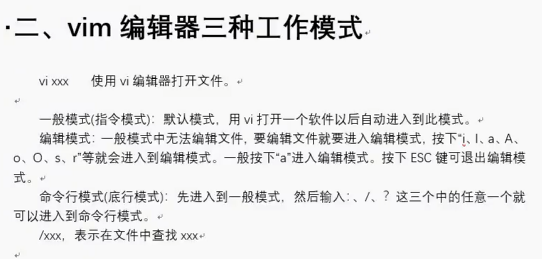 ·二、vim 编辑器三种工作模式
vi xxx 使用 vi 编辑器打开文件。
一般模式(指令模式)：默认模式，用 vi 打开一个软件以后自动进入到此模式。
编辑模式：一般模式中无法编辑文件，要编辑文件就要进入编辑模式，按下“i、I、a、A、
o、O、s、r”等就会进入到编辑模式。一般按下“a”进入编辑模式。按下 ESC 键可退出编辑模
式。
命令行模式(底行模式)：先进入到一般模式，然后输入：、/、？这三个中的任意一个就
可以进入到命令行模式。
/xxx，表示在文件中查找 xxx